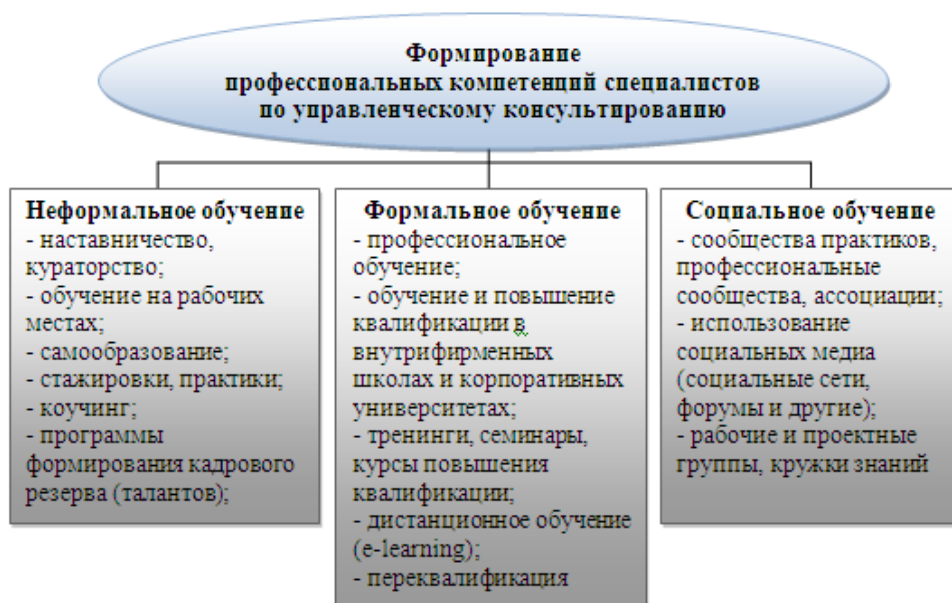 Формирование
профессиональных компетенций специалистов
по управленческому консультированию
Неформальное обучение
- наставничество,
кураторство;
- обучение на рабочих
местах;
- самообразование;
- стажировки, практики;
- коучинг;
- программы
формирования кадрового
резерва (талантов);
Формальное обучение
- профессиональное
обучение;
- обучение и повышение
квалификации в
внутрифирменных
школах и корпоративных
университетах;
- тренинги, семинары,
курсы повышения
квалификации;
- дистанционное обучение
(e-learning);
- переквалификация
Социальное обучение
- сообщества практиков,
профессиональные
сообщества, ассоциации;
- использование
социальных медиа
(социальные сети,
форумы и другие);
- рабочие и проектные
группы, кружки знаний